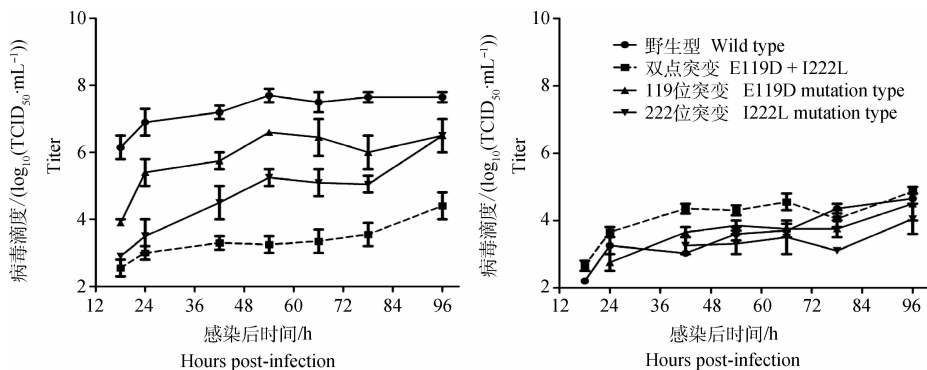 病毒滴度/(log₁₀(TCID₅₀·mL⁻¹))
Titer
10
8
6
4
2
12 24 36 48 60 72 84 96
感染后时间/h
Hours post-infection
病毒滴度/(log₁₀(TCID₅₀·mL⁻¹))
Titer
10
8
6
4
2
野生型 Wild type
双点突变 E119D + I222L
119位突变 E119D mutation type
222位突变 I222L mutation type
12 24 36 48 60 72 84 96
感染后时间/h
Hours post-infection